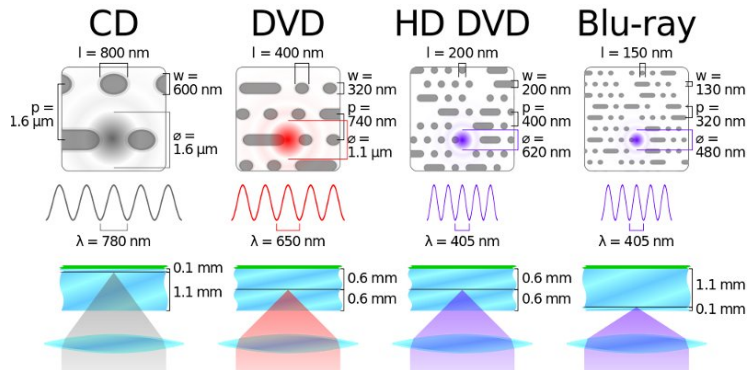 CD
DVD
HD DVD
Blu-ray
l = 800 nm
l = 400 nm
l = 200 nm
l = 150 nm
w =
600 nm
p =
1.6 µm
⌀ =
1.6 µm
w =
320 nm
p =
740 nm
⌀ =
1.1 µm
w =
200 nm
p =
400 nm
⌀ =
620 nm
w =
130 nm
p =
320 nm
⌀ =
480 nm
λ = 780 nm
λ = 650 nm
λ = 405 nm
λ = 405 nm
0.1 mm
1.1 mm
0.6 mm
0.6 mm
0.6 mm
0.6 mm
1.1 mm
0.1 mm